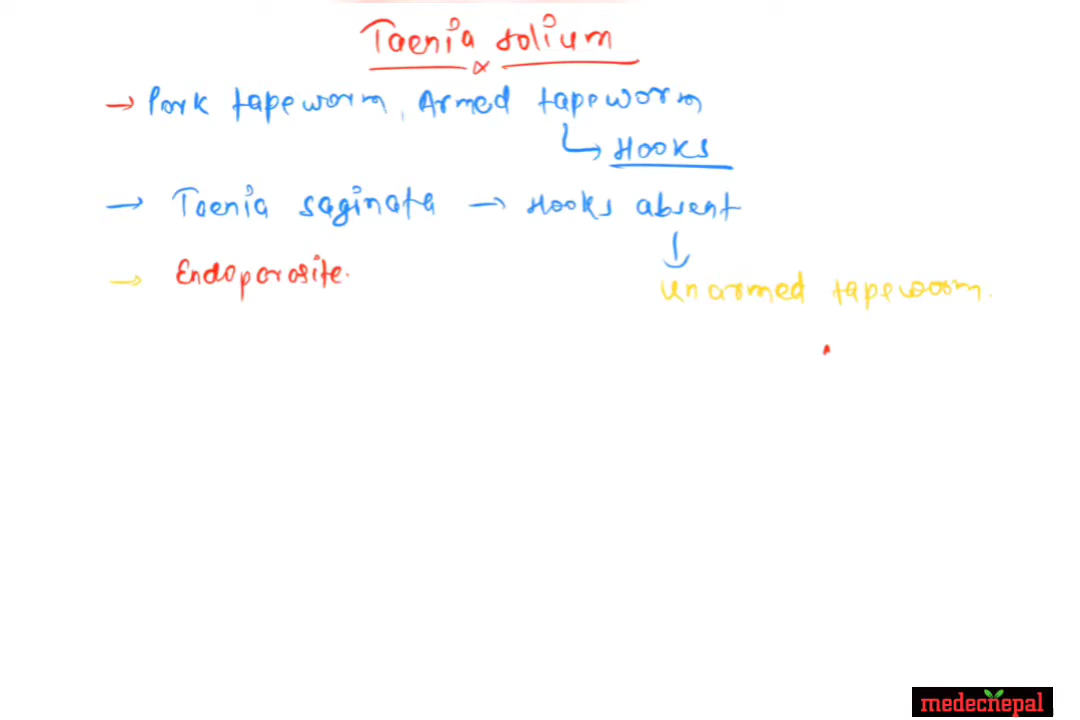 Taenia solium
→ Pork tapeworm, Armed tapeworm
↳ Hooks
→ Taenia saginata → Hooks absent
↓
→ Endoparasite.
unarmed tapeworm.
medecnepal